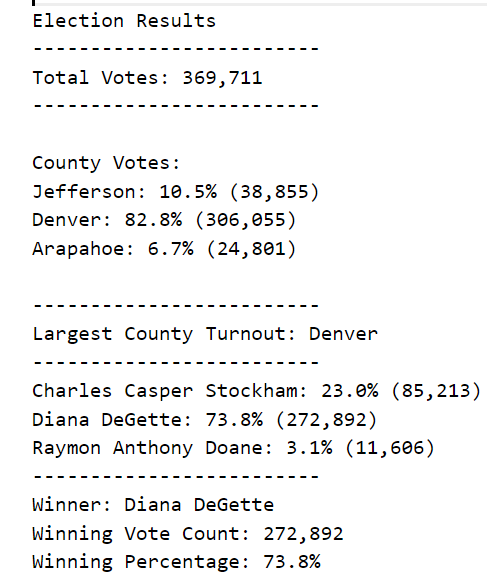 Election Results
-------------------------
Total Votes: 369,711
-------------------------
County Votes:
Jefferson: 10.5% (38,855)
Denver: 82.8% (306,055)
Arapahoe: 6.7% (24,801)
-------------------------
Largest County Turnout: Denver
-------------------------
Charles Casper Stockham: 23.0% (85,213)
Diana DeGette: 73.8% (272,892)
Raymon Anthony Doane: 3.1% (11,606)
-------------------------
Winner: Diana DeGette
Winning Vote Count: 272,892
Winning Percentage: 73.8%